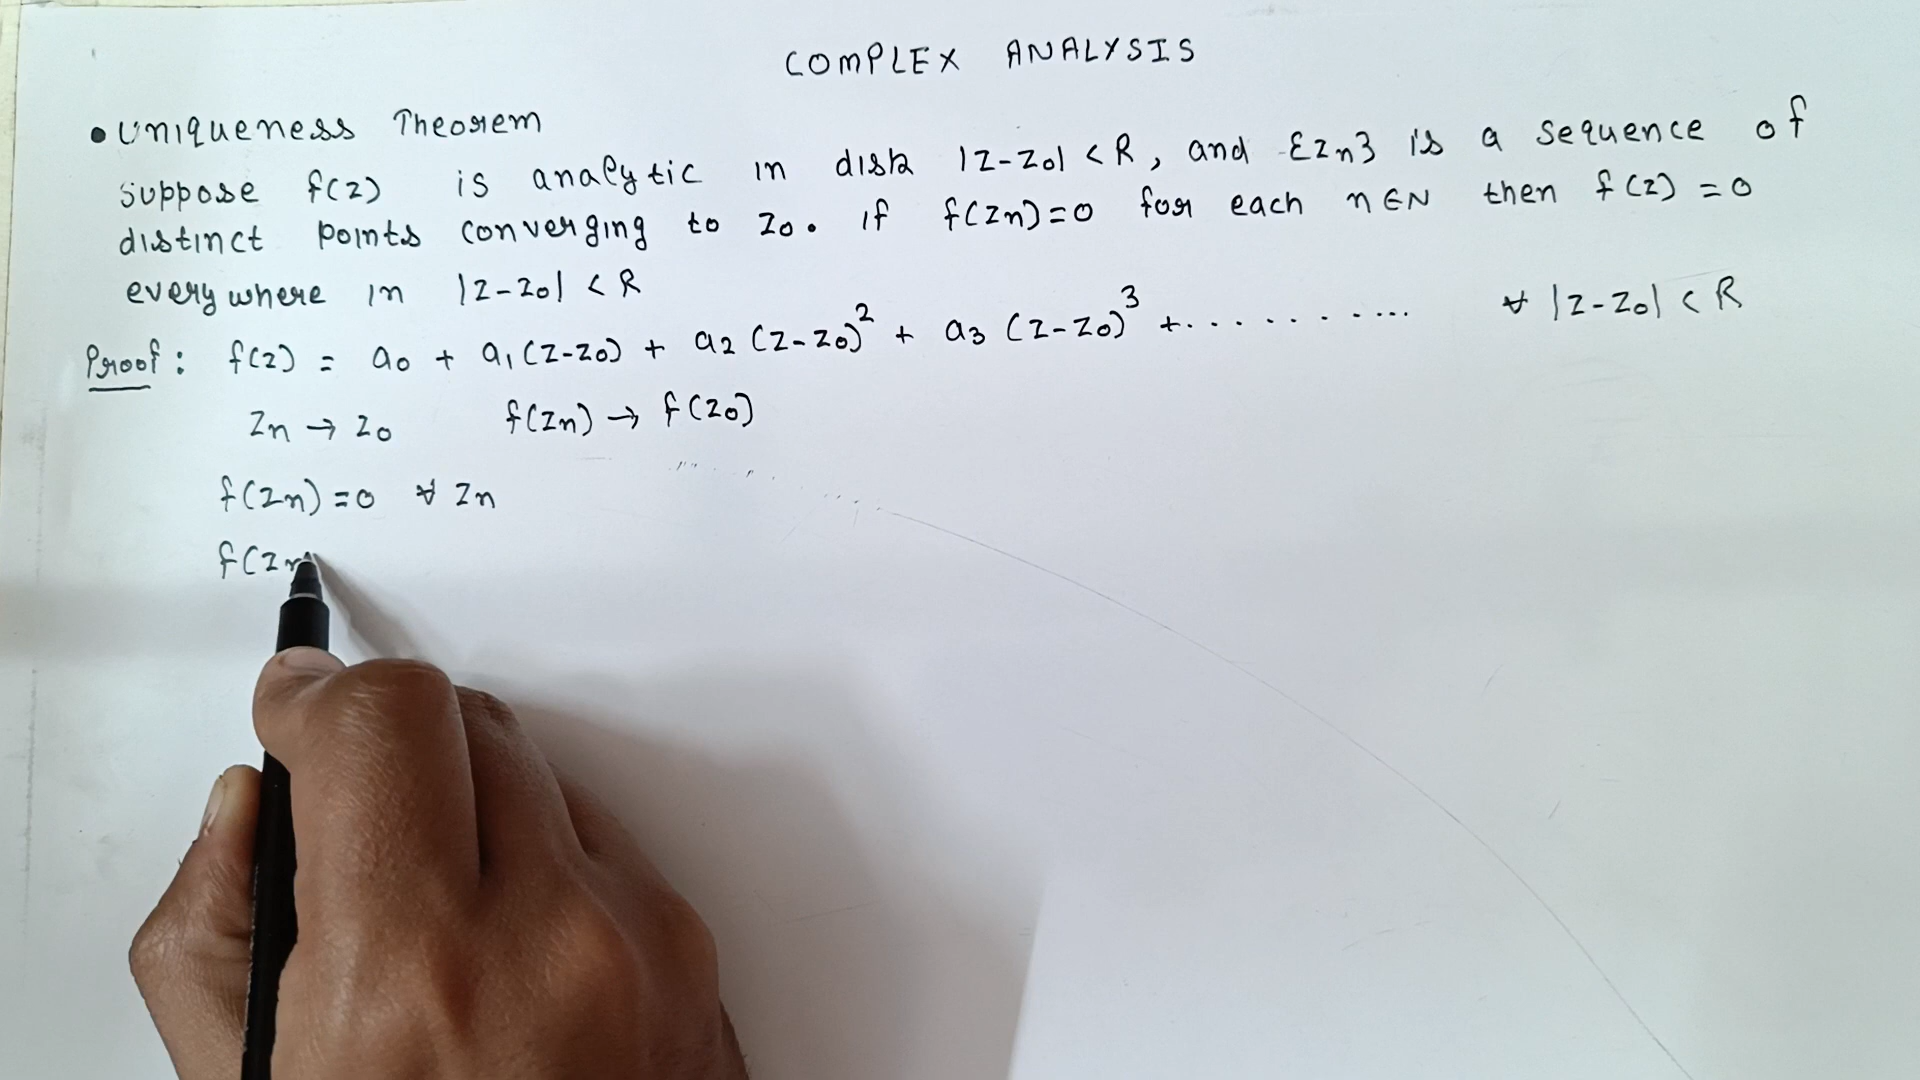 COMPLEX ANALYSIS
• Uniqueness Theorem
suppose f(z) is analytic in disk |z-z₀| < R, and {zn} is a sequence of
distinct points converging to z₀. if f(zn)=0 for each n∈N then f(z) = 0
everywhere in |z-z₀| < R
Proof : f(z) = a₀ + a₁(z-z₀) + a₂(z-z₀)² + a₃(z-z₀)³ +........... ∀ |z-z₀| < R
zn → z₀ f(zn) → f(z₀)
f(zn)=0 ∀ zn
f(zn